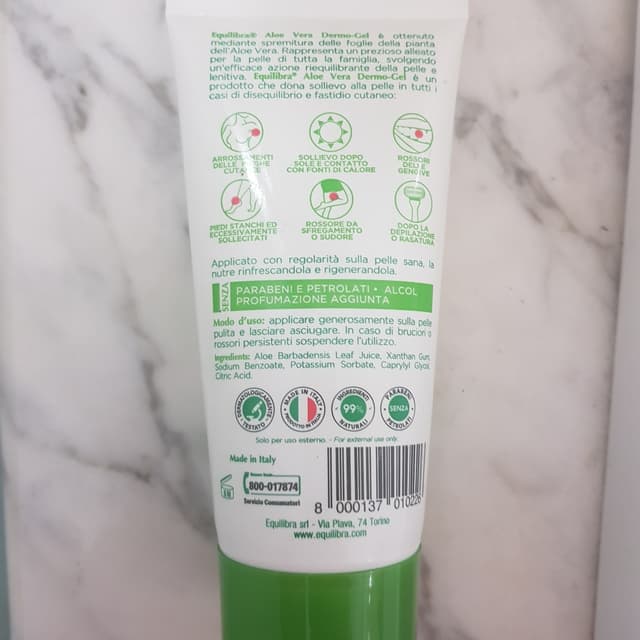 Equilibra® Aloe Vera Dermo-Gel è ottenuto
mediante spremitura delle foglie della pianta
dell'Aloe Vera. Rappresenta un prezioso alleato
per la pelle di tutta la famiglia, svolgendo
un'efficace azione riequilibrante della pelle e
lenitiva. Equilibra® Aloe Vera Dermo-Gel è un
prodotto che dona sollievo alla pelle in tutti i
casi di disequilibrio e fastidio cutaneo:
ARROSSAMENTI
DELLE RUGHE
CUTANEE
SOLLIEVO DOPO
SOLE E CONTATTO
CON FONTI DI CALORE
ROSSORI
DELLE
GENGIVE
PIEDI STANCHI ED
ECCESSIVAMENTE
SOLLECITATI
ROSSORE DA
SFREGAMENTO
O SUDORE
DOPO LA
DEPILAZIONE
O RASATURA
Applicato con regolarità sulla pelle sana, la
nutre rinfrescandola e rigenerandola.
SENZA
PARABENI E PETROLATI • ALCOL
PROFUMAZIONE AGGIUNTA
Modo d'uso: applicare generosamente sulla pelle
pulita e lasciare asciugare. In caso di bruciori o
rossori persistenti sospendere l'utilizzo.
Ingredients: Aloe Barbadensis Leaf Juice, Xanthan Gum,
Sodium Benzoate, Potassium Sorbate, Caprylyl Glycol,
Citric Acid.
DERMATOLOGICAMENTE TESTATO
MADE IN ITALY PRODOTTO IN ITALIA
INGREDIENTI 99% NATURALI
PARABENI SENZA PETROLATI
Solo per uso esterno. - For external use only.
Made in Italy
800-017874
Servizio Consumatori
8 000137 010226
Equilibra srl - Via Plava, 74 Torino
www.equilibra.com